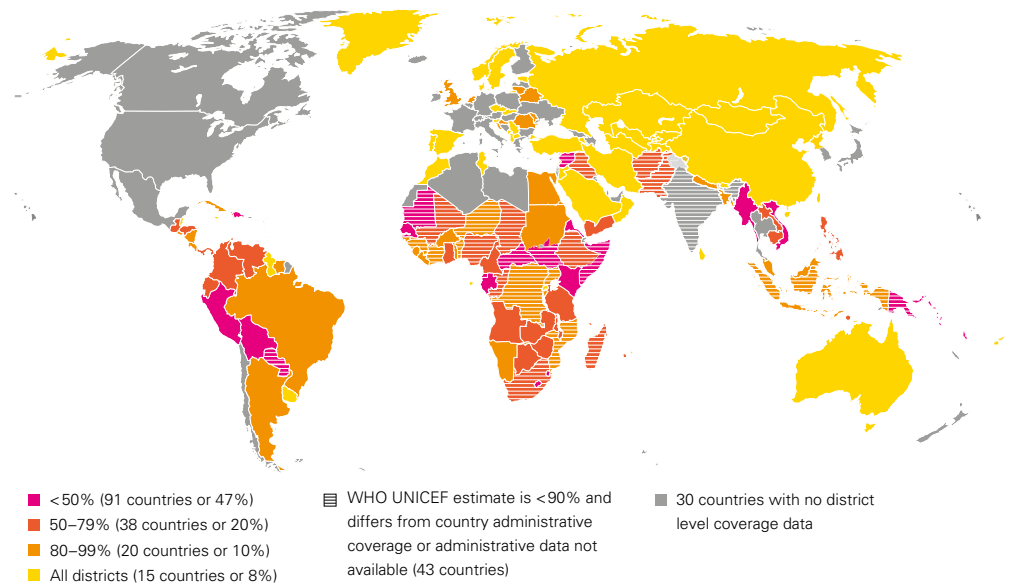 <50% (91 countries or 47%)
50–79% (38 countries or 20%)
80–99% (20 countries or 10%)
All districts (15 countries or 8%)
WHO UNICEF estimate is <90% and
differs from country administrative
coverage or administrative data not
available (43 countries)
30 countries with no district
level coverage data